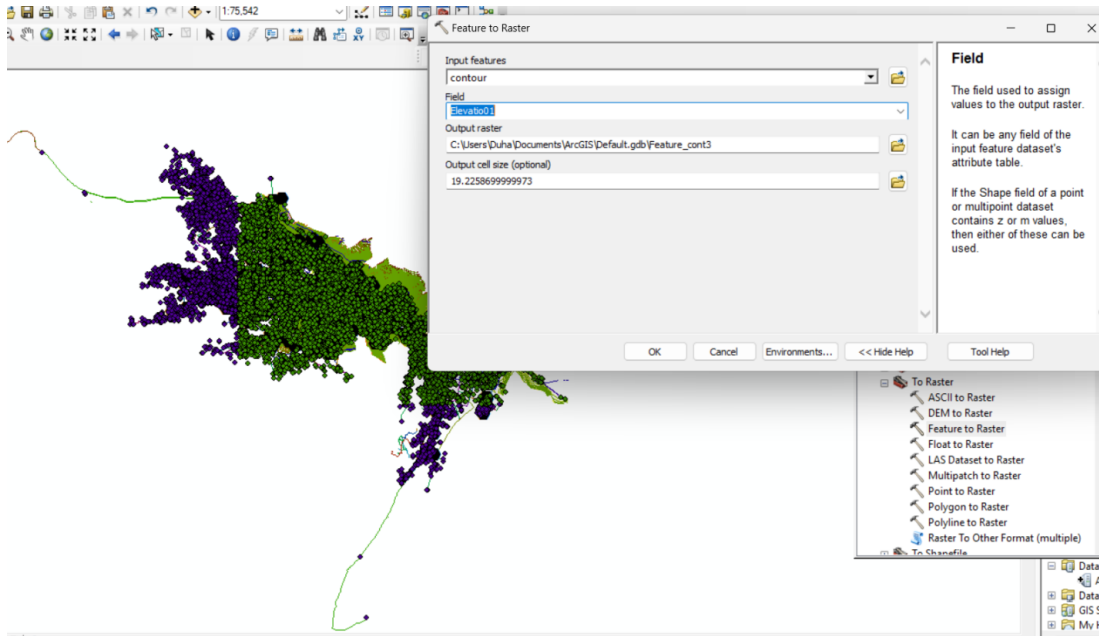 1:75,542
Feature to Raster
Input features
contour
Field
Elevatio01
Output raster
C:\Users\Duha\Documents\ArcGIS\Default.gdb\Feature_cont3
Output cell size (optional)
19.2258699999973
OK
Cancel
Environments...
<< Hide Help
Tool Help
Field
The field used to assign
values to the output raster.
It can be any field of the
input feature dataset's
attribute table.
If the Shape field of a point
or multipoint dataset
contains z or m values,
then either of these can be
used.
To Raster
ASCII to Raster
DEM to Raster
Feature to Raster
Float to Raster
LAS Dataset to Raster
Multipatch to Raster
Point to Raster
Polygon to Raster
Polyline to Raster
Raster To Other Format (multiple)
To Shapefile
Data
A
Data
GIS S
My H